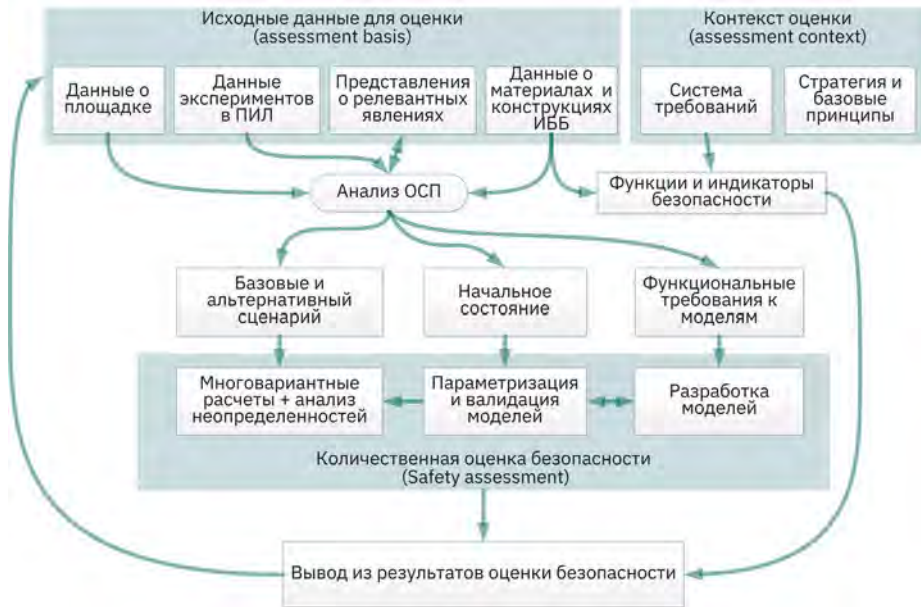 Исходные данные для оценки
(assessment basis)
Данные о
площадке
Данные
экспериментов
в ПИЛ
Представления
о релевантных
явлениях
Данные о
материалах и
конструкциях
ИББ
Контекст оценки
(assessment context)
Система
требований
Стратегия и
базовые
принципы
Анализ ОСП
Функции и индикаторы
безопасности
Базовые и
альтернативный
сценарий
Начальное
состояние
Функциональные
требования к
моделям
Многовариантные
расчеты + анализ
неопределенностей
Параметризация
и валидация
моделей
Разработка
моделей
Количественная оценка безопасности
(Safety assessment)
Вывод из результатов оценки безопасности